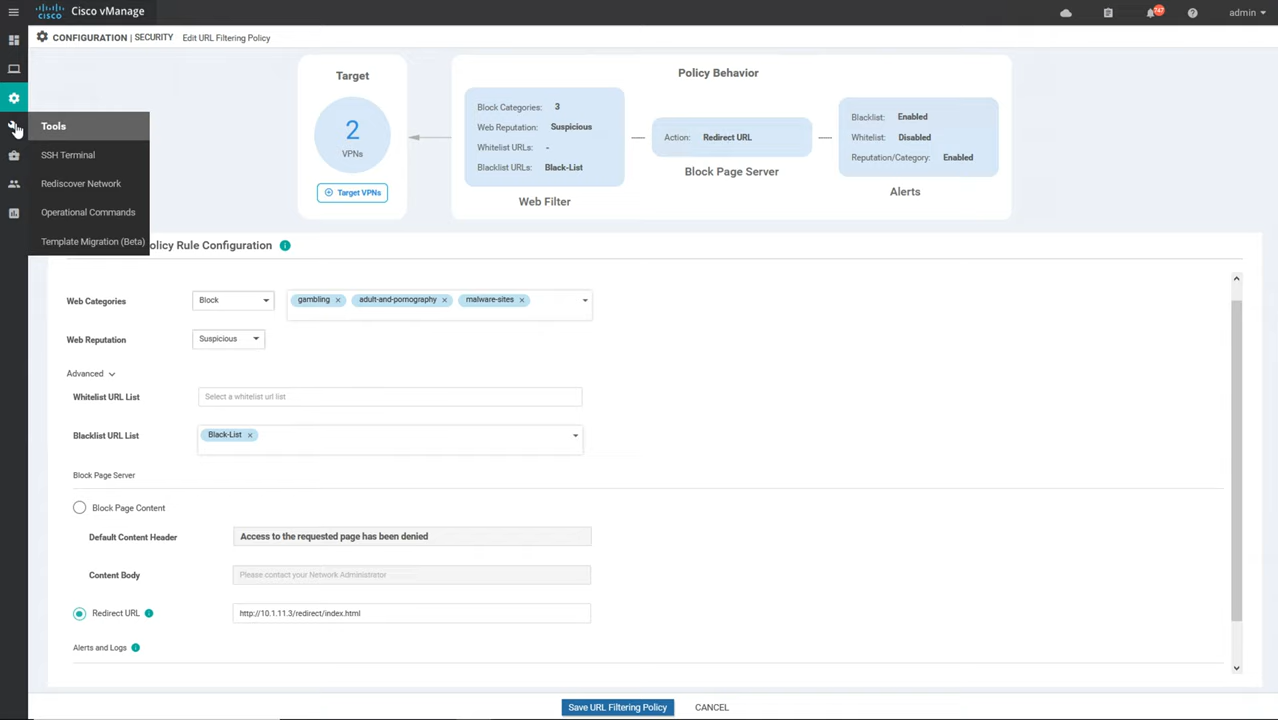 CISCO
Cisco vManage
747
admin
CONFIGURATION | SECURITY Edit URL Filtering Policy
Target
2
VPNs
Target VPNs
Policy Behavior
Block Categories: 3
Web Reputation: Suspicious
Whitelist URLs: -
Blacklist URLs: Black-List
Web Filter
Action: Redirect URL
Block Page Server
Blacklist: Enabled
Whitelist: Disabled
Reputation/Category: Enabled
Alerts
Tools
SSH Terminal
Rediscover Network
Operational Commands
Template Migration (Beta)
olicy Rule Configuration
Web Categories Block gambling adult-and-pornography malware-sites
Web Reputation Suspicious
Advanced
Whitelist URL List Select a whitelist url list
Blacklist URL List Black-List
Block Page Server
Block Page Content
Default Content Header Access to the requested page has been denied
Content Body Please contact your Network Administrator
Redirect URL http://10.1.11.3/redirect/index.html
Alerts and Logs
Save URL Filtering Policy CANCEL